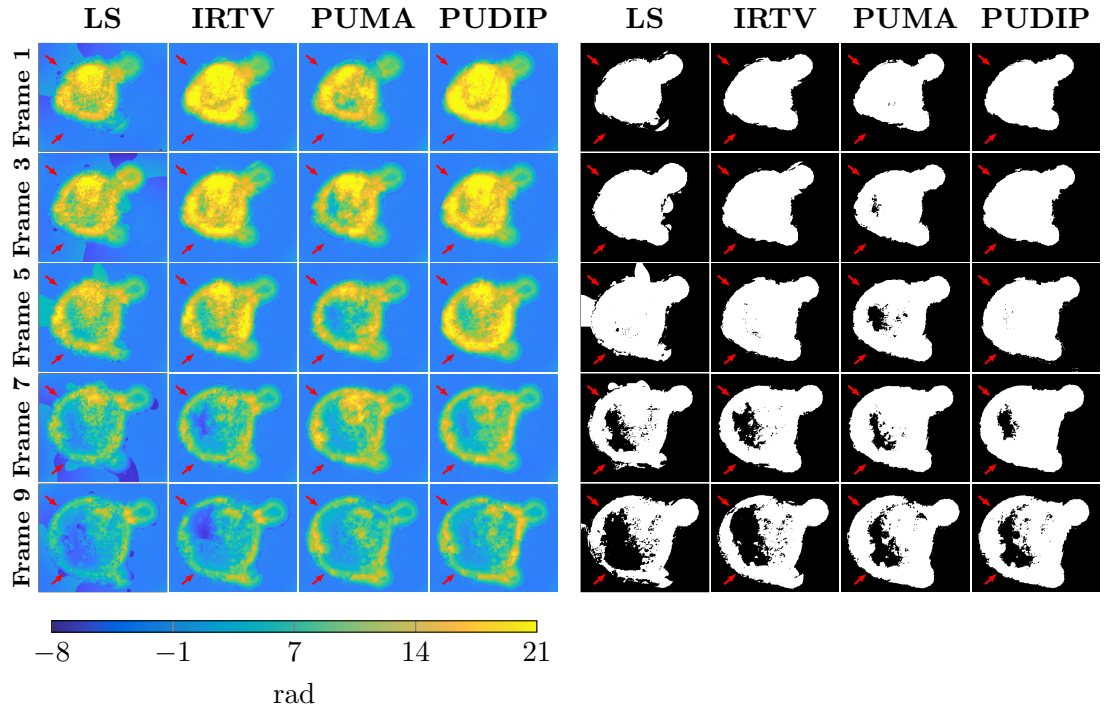 LS IRTV PUMA PUDIP LS IRTV PUMA PUDIP
Frame 1
Frame 3
Frame 5
Frame 7
Frame 9
−8 −1 7 14 21
rad